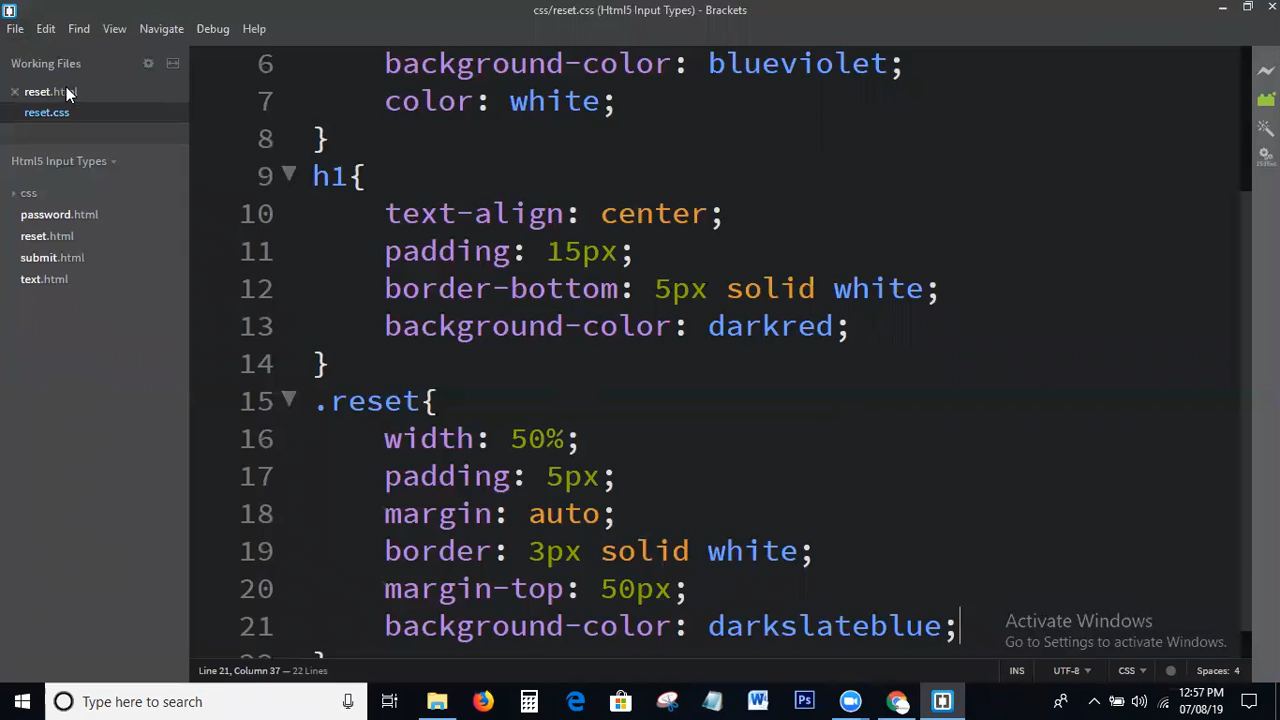 css/reset.css (Html5 Input Types) - Brackets
File Edit Find View Navigate Debug Help
Working Files
reset.html
reset.css
Html5 Input Types
css
password.html
reset.html
submit.html
text.html
6 background-color: blueviolet;
7 color: white;
8 }
9 h1{
10 text-align: center;
11 padding: 15px;
12 border-bottom: 5px solid white;
13 background-color: darkred;
14 }
15 .reset{
16 width: 50%;
17 padding: 5px;
18 margin: auto;
19 border: 3px solid white;
20 margin-top: 50px;
21 background-color: darkslateblue;
Activate Windows
Go to Settings to activate Windows.
Line 21, Column 37 — 22 Lines
INS UTF-8 CSS Spaces: 4
Type here to search
12:57 PM
07/08/19